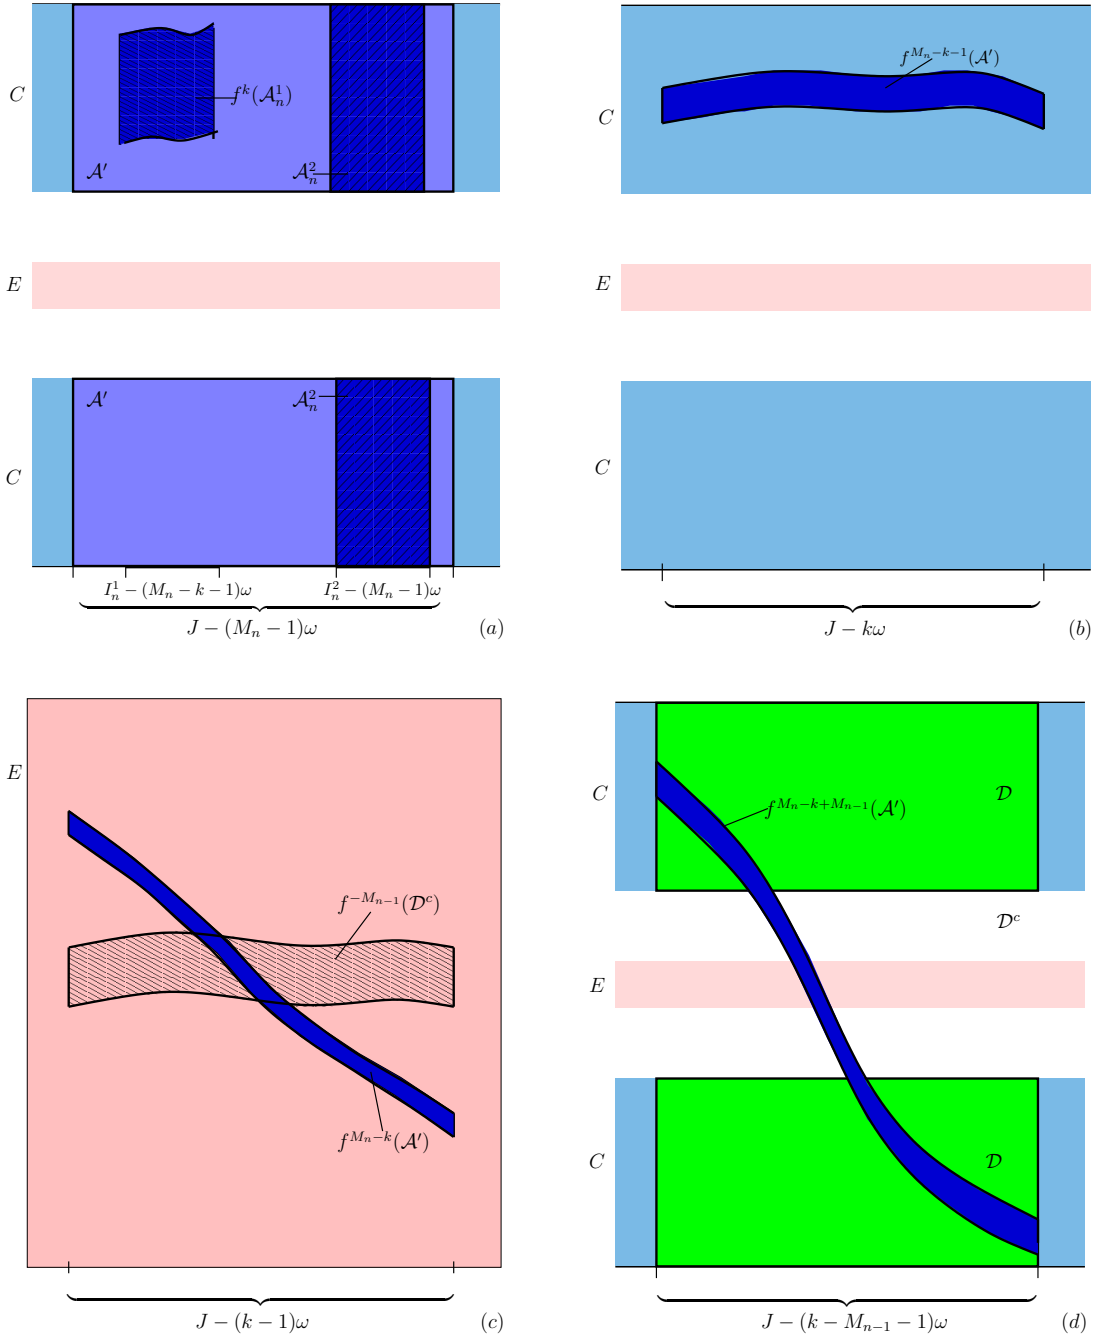 C
f^k(𝒜_n^1)
𝒜′
𝒜_n^2
E
𝒜′
𝒜_n^2
C
I_n^1 − (M_n − k − 1)ω
I_n^2 − (M_n − 1)ω
J − (M_n − 1)ω
(a)
f^{M_n−k−1}(𝒜′)
C
E
C
J − kω
(b)
E
f^{−M_{n−1}}(𝒟^c)
f^{M_n−k}(𝒜′)
J − (k − 1)ω
(c)
C
𝒟
f^{M_n−k+M_{n−1}}(𝒜′)
𝒟^c
E
C
𝒟
J − (k − M_{n−1} − 1)ω
(d)